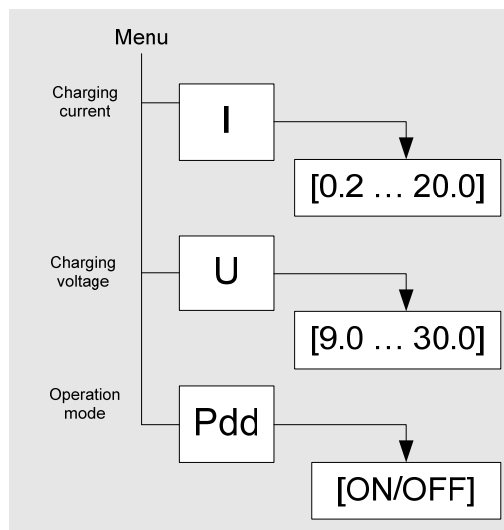 Menu
Charging
current
I
[0.2 ... 20.0]
Charging
voltage
U
[9.0 ... 30.0]
Operation
mode
Pdd
[ON/OFF]